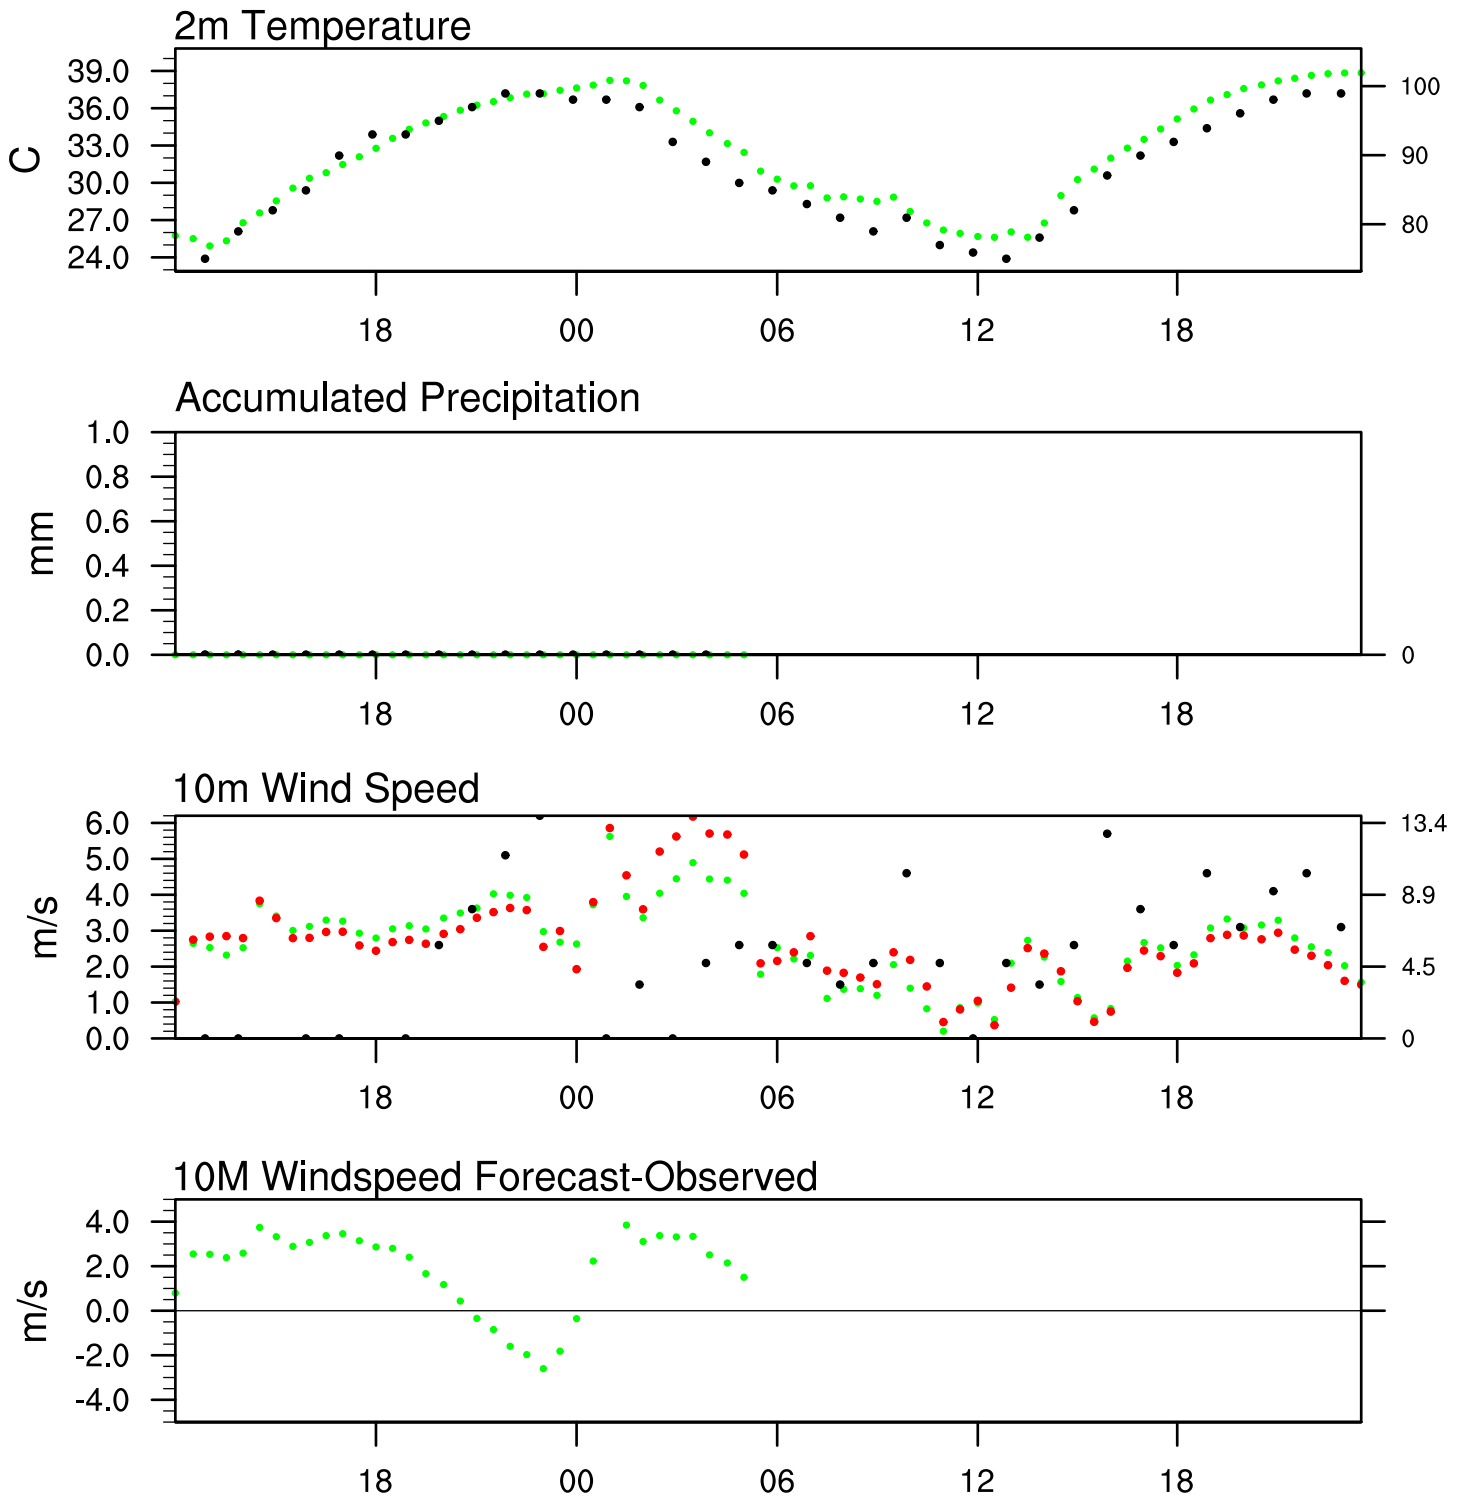 2m Temperature
C
39.0
36.0
33.0
30.0
27.0
24.0
100
90
80
18 00 06 12 18
Accumulated Precipitation
mm
1.0
0.8
0.6
0.4
0.2
0.0
0
18 00 06 12 18
10m Wind Speed
m/s
6.0
5.0
4.0
3.0
2.0
1.0
0.0
13.4
8.9
4.5
0
18 00 06 12 18
10M Windspeed Forecast-Observed
m/s
4.0
2.0
0.0
-2.0
-4.0
18 00 06 12 18